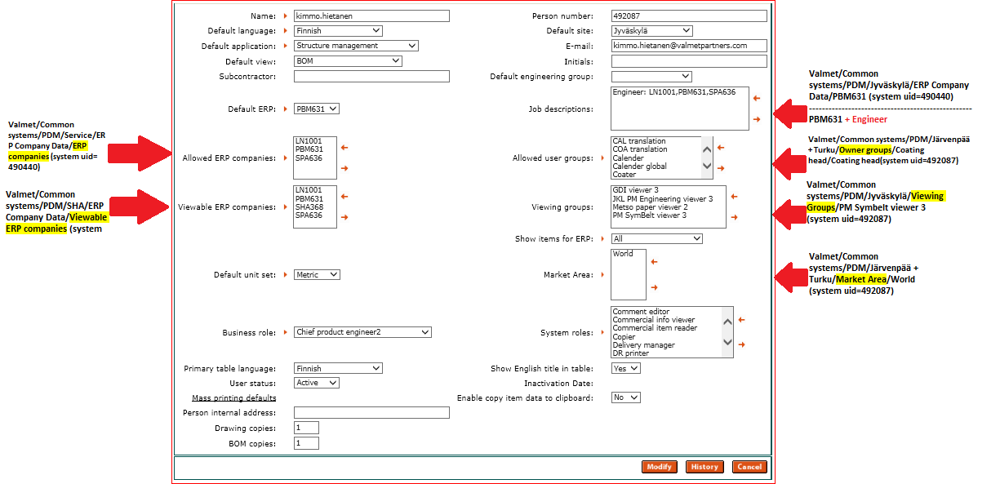 Name: kimmo.hietanen
Person number: 492087
Default language: Finnish
Default site: Jyväskylä
Default application: Structure management
E-mail: kimmo.hietanen@valmetpartners.com
Default view: BOM
Initials:
Subcontractor:
Default engineering group:
Default ERP: PBM631
Job descriptions:
Engineer: LN1001,PBM631,SPA636
Valmet/Common
systems/PDM/Jyväskylä/ERP Company
Data/PBM631 (system uid=490440)
------------------------------------------------
PBM631 + Engineer
Valmet/Common
systems/PDM/Service/ER
P Company Data/ERP
companies (system uid=
490440)
Allowed ERP companies:
LN1001
PBM631
SPA636
Allowed user groups:
CAL translation
COA translation
Calender
Calender global
Coater
Valmet/Common systems/PDM/Järvenpää
+ Turku/Owner groups/Coating
head/Coating head(system uid=492087)
Valmet/Common
systems/PDM/SHA/ERP
Company Data/Viewable
ERP companies (system
Viewable ERP companies:
LN1001
PBM631
SHA368
SPA636
Viewing groups:
GDI viewer 3
JKL PM Engineering viewer 3
Metso paper viewer 2
PM SymBelt viewer 3
Valmet/Common
systems/PDM/Jyväskylä/Viewing
Groups/PM Symbelt viewer 3
(system uid=492087)
Show items for ERP: All
Default unit set: Metric
Market Area:
World
Valmet/Common
systems/PDM/Järvenpää +
Turku/Market Area/World
(system uid=492087)
Business role: Chief product engineer2
System roles:
Comment editor
Commercial info viewer
Commercial item reader
Copier
Delivery manager
DR printer
Primary table language: Finnish
Show English title in table: Yes
User status: Active
Inactivation Date:
Mass printing defaults
Enable copy item data to clipboard: No
Person internal address:
Drawing copies: 1
BOM copies: 1
Modify History Cancel